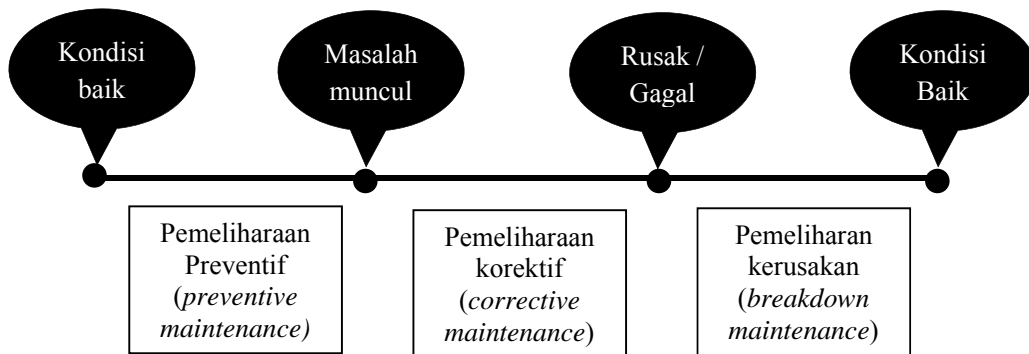 Kondisi
baik
Masalah
muncul
Rusak /
Gagal
Kondisi
Baik
Pemeliharaan
Preventif
(preventive
maintenance)
Pemeliharaan
korektif
(corrective
maintenance)
Pemeliharan
kerusakan
(breakdown
maintenance)